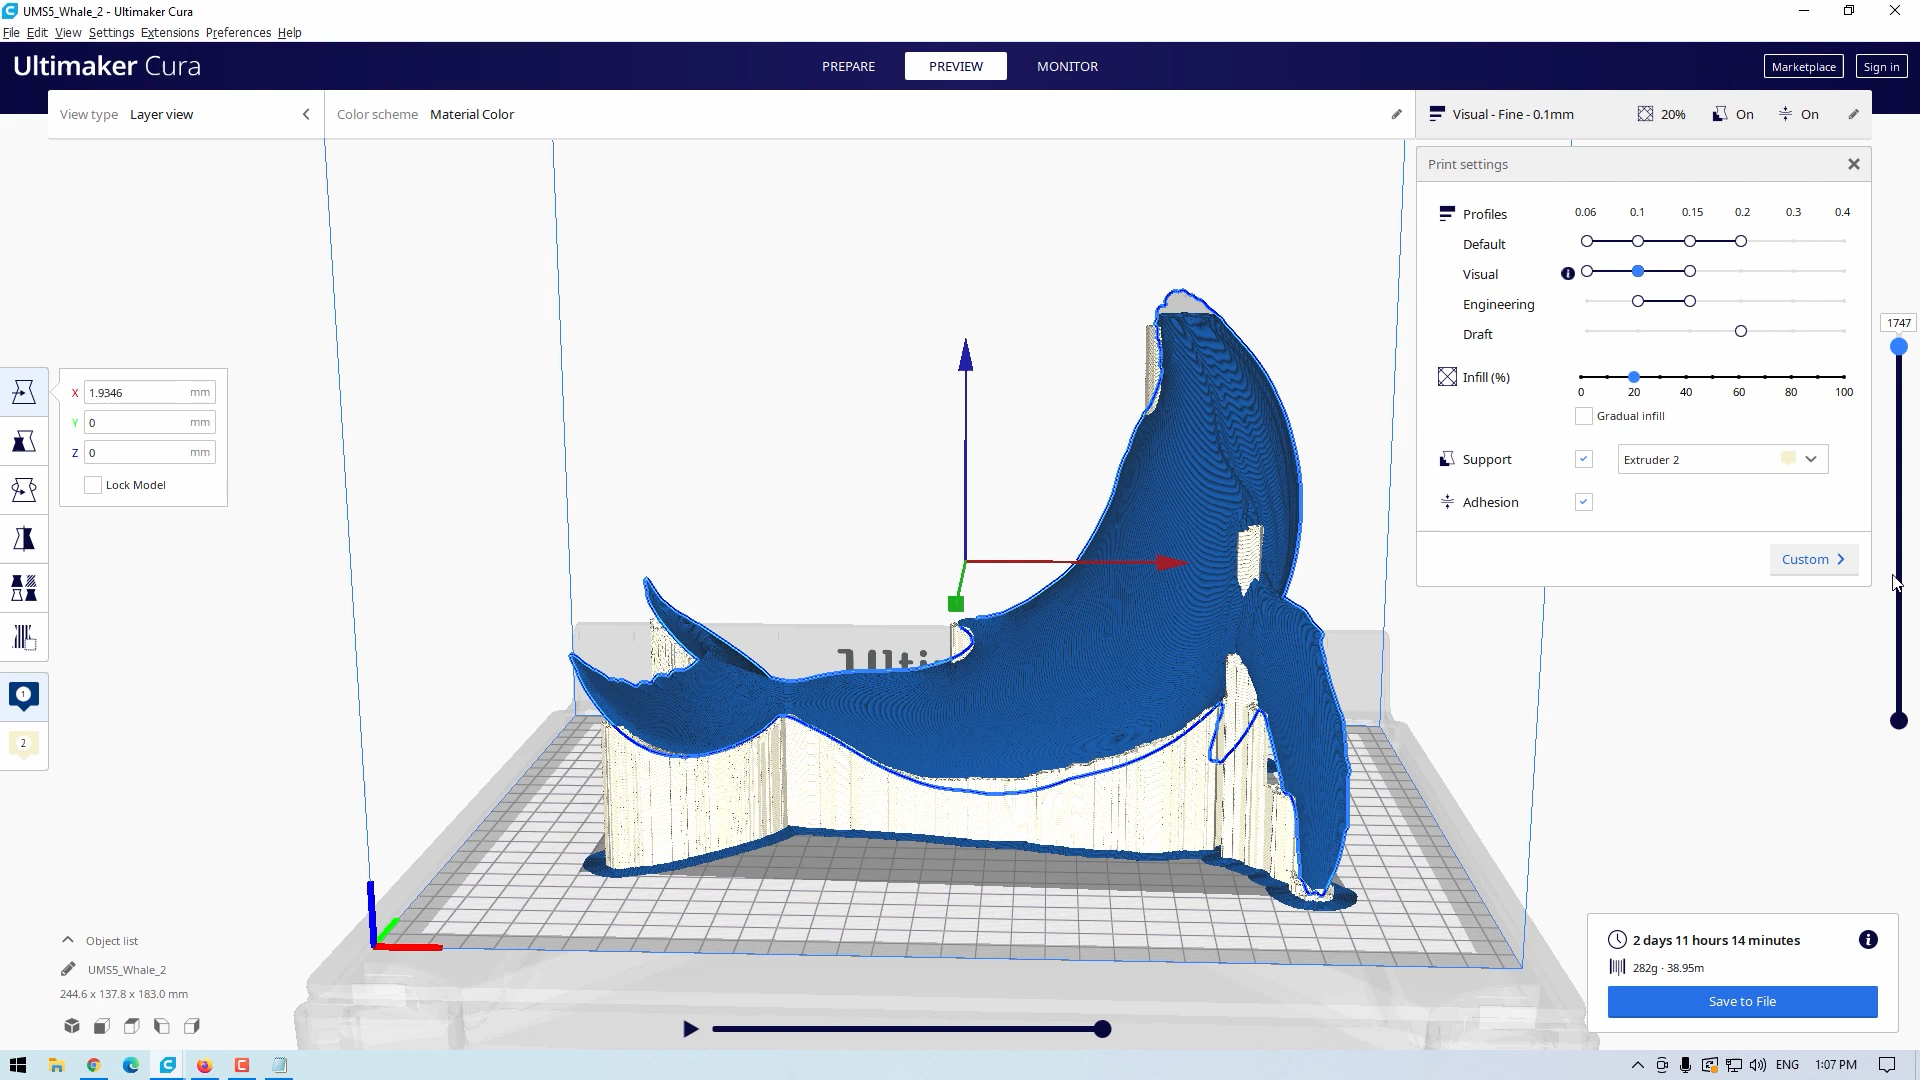 UMS5_Whale_2 - Ultimaker Cura
File Edit View Settings Extensions Preferences Help
Ultimaker Cura
PREPARE PREVIEW MONITOR
Marketplace Sign in
View type Layer view
Color scheme Material Color
Visual - Fine - 0.1mm 20% On On
Print settings
Profiles 0.06 0.1 0.15 0.2 0.3 0.4
Default
Visual
Engineering
Draft
1747
Infill (%)
0 20 40 60 80 100
Gradual infill
X 1.9346 mm
Y 0 mm
Z 0 mm
Lock Model
Support Extruder 2
Adhesion
Custom
Ulti
1
2
Object list
UMS5_Whale_2
244.6 x 137.8 x 183.0 mm
2 days 11 hours 14 minutes
282g · 38.95m
Save to File
ENG 1:07 PM